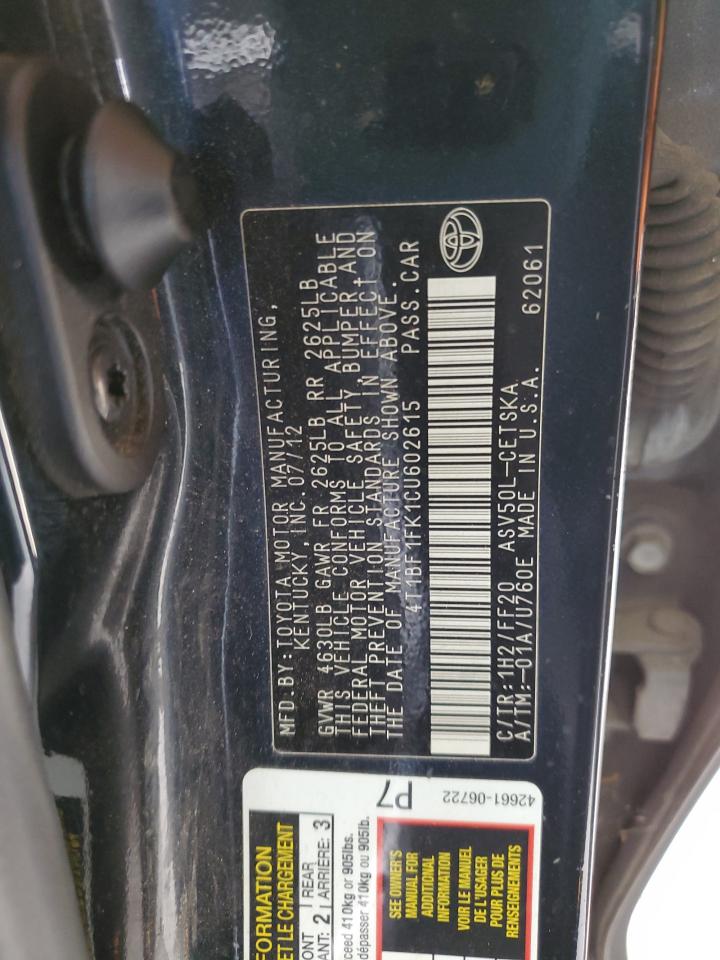 MFD.BY:TOYOTA MOTOR MANUFACTURING,
KENTUCKY, INC. 07/12
GVWR 4630LB GAWR FR 2625LB RR 2625LB
THIS VEHICLE CONFORMS TO ALL APPLICABLE
FEDERAL MOTOR VEHICLE SAFETY, BUMPER, AND
THEFT PREVENTION STANDARDS IN EFFECT ON
THE DATE OF MANUFACTURE SHOWN ABOVE.
4T1BF1FK1CU602615 PASS.CAR
C/TR:1H2/FF20 ASV50L-CETSKA
A/TM:-01A/U760E MADE IN U.S.A. 62061
FORMATION
ET LE CHARGEMENT
ONT 2 REAR 3
ANT: ARRIÈRE:
xceed 410kg or 905lbs.
dépasser 410kg ou 905lb.
P7
SEE OWNER'S
MANUAL FOR
ADDITIONAL
INFORMATION
VOIR LE MANUEL
DE L'USAGER
POUR PLUS DE
RENSEIGNEMENTS
42661-06722